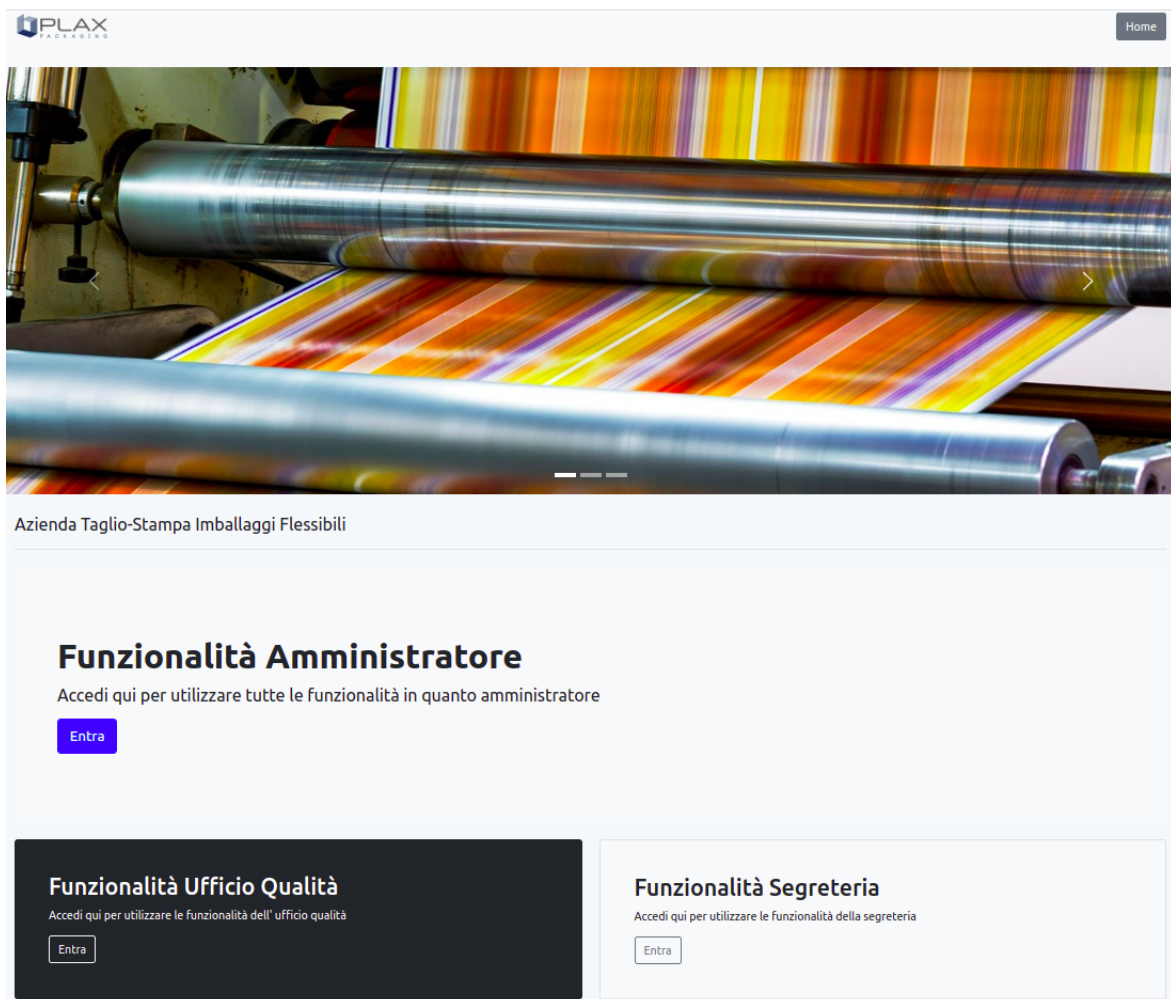 PLAX
PACKAGING
Home
Azienda Taglio-Stampa Imballaggi Flessibili
Funzionalità Amministratore
Accedi qui per utilizzare tutte le funzionalità in quanto amministratore
Entra
Funzionalità Ufficio Qualità
Accedi qui per utilizzare le funzionalità dell' ufficio qualità
Entra
Funzionalità Segreteria
Accedi qui per utilizzare le funzionalità della segreteria
Entra